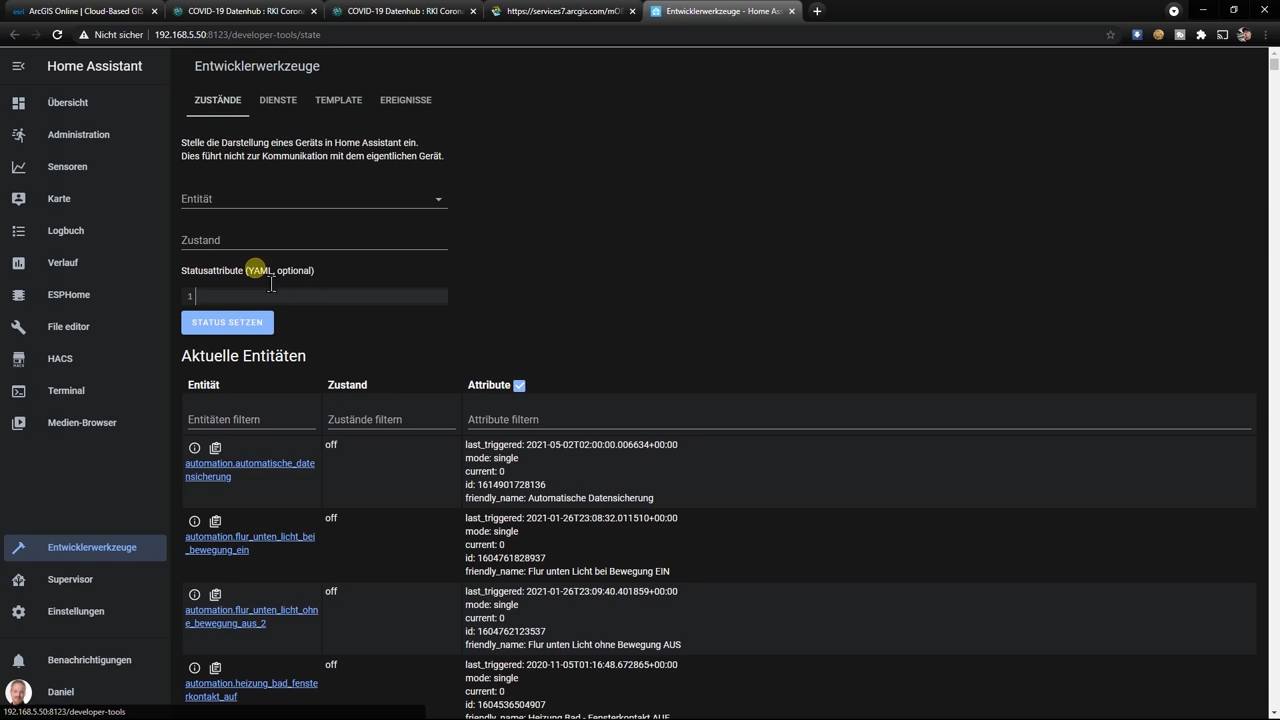 ArcGIS Online | Cloud-Based GIS
COVID-19 Datenhub : RKI Corona
COVID-19 Datenhub : RKI Corona
https://services7.arcgis.com/mOB
Entwicklerwerkzeuge - Home Ass
Nicht sicher
192.168.5.50:8123/developer-tools/state
Home Assistant
Übersicht
Administration
Sensoren
Karte
Logbuch
Verlauf
ESPHome
File editor
HACS
HACS
Terminal
Medien-Browser
Entwicklerwerkzeuge
Supervisor
Einstellungen
Benachrichtigungen
Daniel
192.168.5.50:8123/developer-tools
Entwicklerwerkzeuge
ZUSTÄNDE DIENSTE TEMPLATE EREIGNISSE
Stelle die Darstellung eines Geräts in Home Assistant ein.
Dies führt nicht zur Kommunikation mit dem eigentlichen Gerät.
Entität
Zustand
Statusattribute (YAML, optional)
1
STATUS SETZEN
Aktuelle Entitäten
Entität Zustand Attribute
Entitäten filtern Zustände filtern Attribute filtern
automation.automatische_date
nsicherung
off
last_triggered: 2021-05-02T02:00:00.006634+00:00
mode: single
current: 0
id: 1614901728136
friendly_name: Automatische Datensicherung
automation.flur_unten_licht_bei
_bewegung_ein
off
last_triggered: 2021-01-26T23:08:32.011510+00:00
mode: single
current: 0
id: 1604761828937
friendly_name: Flur unten Licht bei Bewegung EIN
automation.flur_unten_licht_ohn
e_bewegung_aus_2
off
last_triggered: 2021-01-26T23:09:40.401859+00:00
mode: single
current: 0
id: 1604762123537
friendly_name: Flur unten Licht ohne Bewegung AUS
automation.heizung_bad_fenste
rkontakt_auf
off
last_triggered: 2020-11-05T01:16:48.672865+00:00
mode: single
current: 0
id: 1604536504907
friendly_name: Heizung Bad - Fensterkontakt AUF